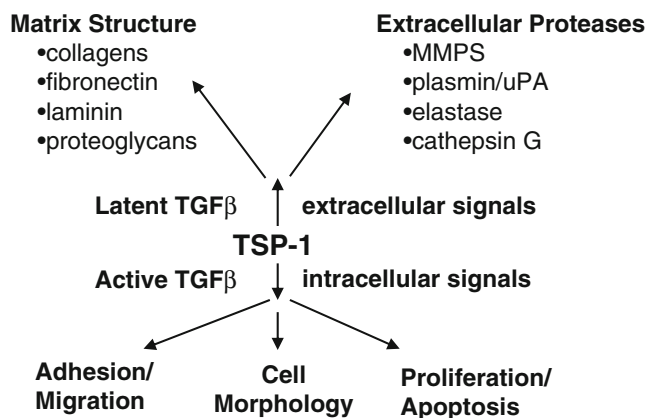 Matrix Structure
•collagens
•fibronectin
•laminin
•proteoglycans
Extracellular Proteases
•MMPS
•plasmin/uPA
•elastase
•cathepsin G
Latent TGFβ
extracellular signals
TSP-1
Active TGFβ
intracellular signals
Adhesion/
Migration
Cell
Morphology
Proliferation/
Apoptosis